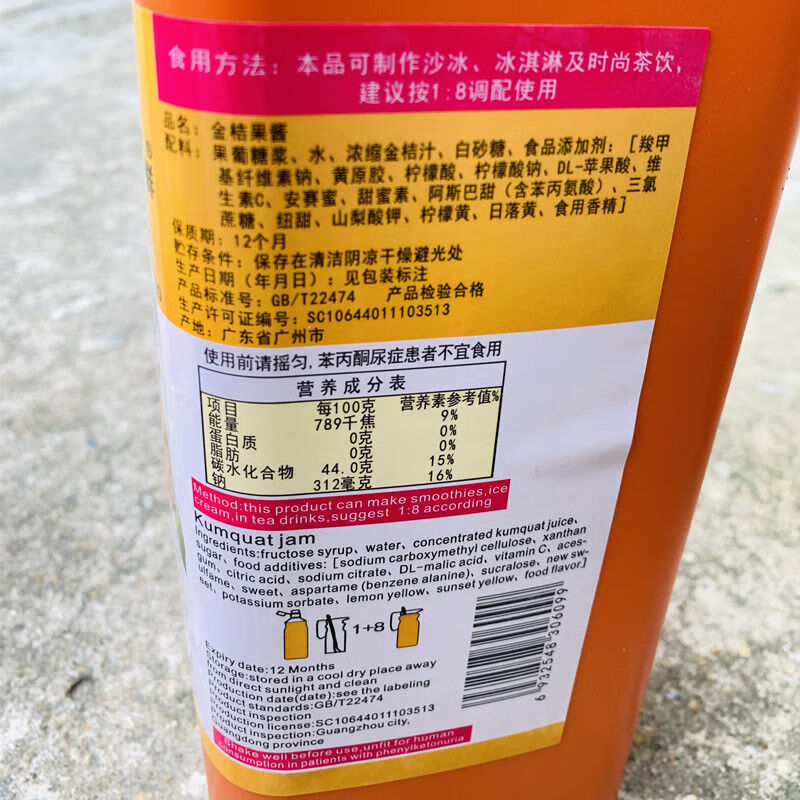 食用方法：本品可制作沙冰、冰淇淋及时尚茶饮，
建议按1:8调配使用
®
鲜
品名：金桔果酱
配料：果葡糖浆、水、浓缩金桔汁、白砂糖、食品添加剂：[羧甲
基纤维素钠、黄原胶、柠檬酸、柠檬酸钠、DL-苹果酸、维
生素C、安赛蜜、甜蜜素、阿斯巴甜（含苯丙氨酸）、三氯
蔗糖、纽甜、山梨酸钾、柠檬黄、日落黄、食用香精]
保质期：12个月
贮存条件：保存在清洁阴凉干燥避光处
生产日期（年月日）：见包装标注
产品标准号：GB/T22474 产品检验合格
生产许可证编号：SC10644011103513
产地：广东省广州市
使用前请摇匀，苯丙酮尿症患者不宜食用
营养成分表
项目 每100克 营养素参考值%
能量 789千焦 9%
蛋白质 0克 0%
脂肪 0克 0%
碳水化合物 44.0克 15%
钠 312毫克 16%
Method:this product can make smoothies,ice
cream,in tea drinks,suggest 1:8 according
Kumquat jam
Ingredients:fructose syrup、water、concentrated kumquat juice、
sugar、food additives:[sodium carboxymethyl cellulose、xanthan
gum、citric acid、sodium citrate、DL-malic acid、vitamin C、aces-
ulfame、sweet、aspartame (benzene alanine)、sucralose、new sw-
eet、potassium sorbate、lemon yellow、sunset yellow、food flavor]
1+8
Expiry date:12 Months
Storage:stored in a cool dry place away
from direct sunlight and clean
production date(date):see the labeling
product standards:GB/T22474
product inspection
production license:SC10644011103513
product inspection:Guangzhou city,
Guangdong province
Shake well before use,unfit for human
consumption in patients with phenylketonuria
6 932548 306099